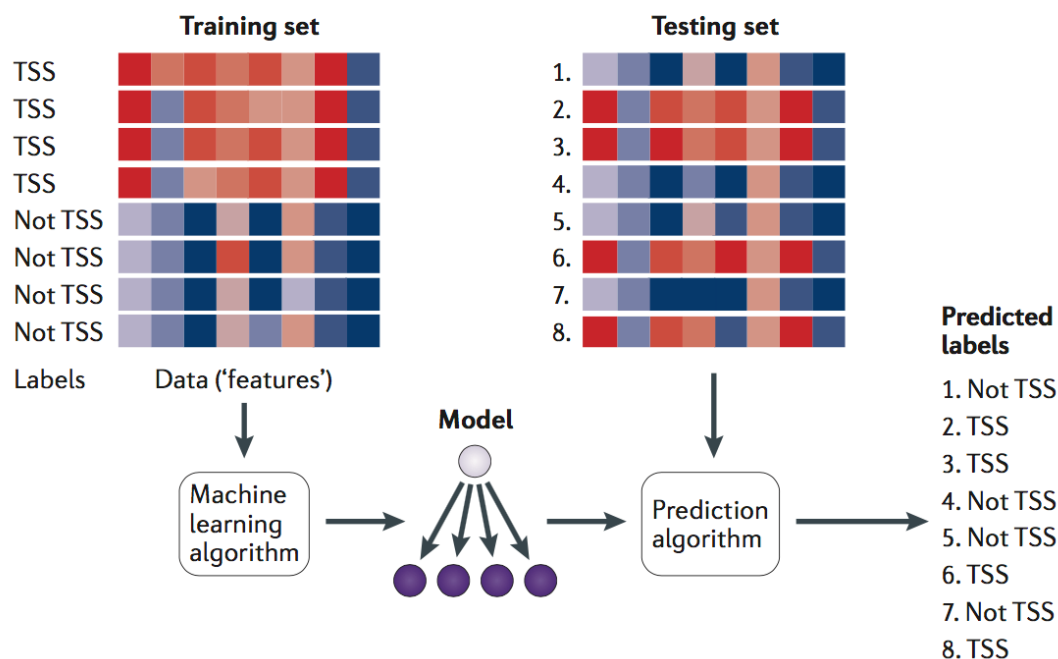 Training set
TSS
TSS
TSS
TSS
Not TSS
Not TSS
Not TSS
Not TSS
Labels
Data (‘features’)
Testing set
1.
2.
3.
4.
5.
6.
7.
8.
Machine
learning
algorithm
Model
Prediction
algorithm
Predicted
labels
1. Not TSS
2. TSS
3. TSS
4. Not TSS
5. Not TSS
6. TSS
7. Not TSS
8. TSS